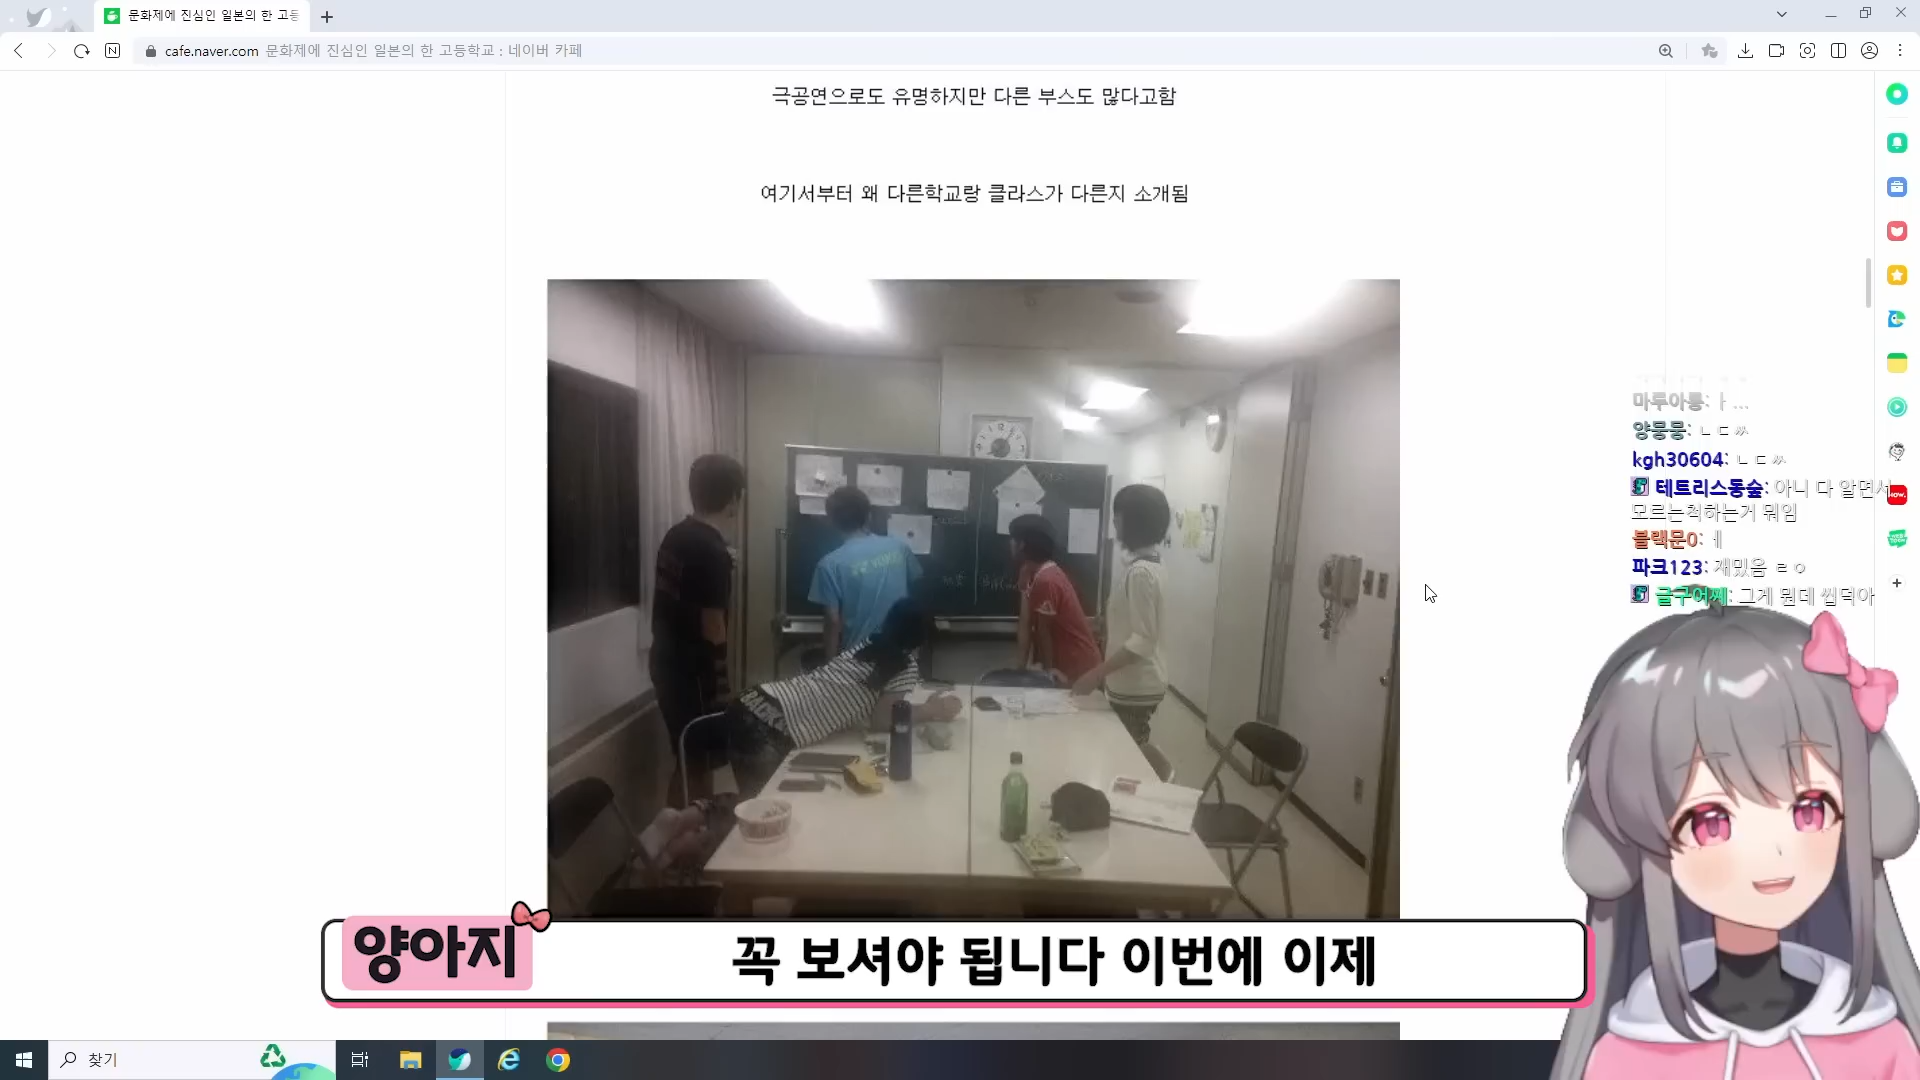 문화제에 진심인 일본의 한 고등
cafe.naver.com 문화제에 진심인 일본의 한 고등학교 : 네이버 카페
극공연으로도 유명하지만 다른 부스도 많다고함
여기서부터 왜 다른학교랑 클라스가 다른지 소개됨
마루아룽: ㅏ ...
양뭉뭉: ㄴㄷㅆ
kgh30604: ㄴㄷㅆ
테트리스통숲: 아니 다 알면서
모르는척하는거 뭐임
블랙문0: ㅔ
파크123: 재밌음 ㄹㅇ
글구어쩨: 그게 뭔데 씹덕아
양아지
꼭 보셔야 됩니다 이번에 이제
찾기